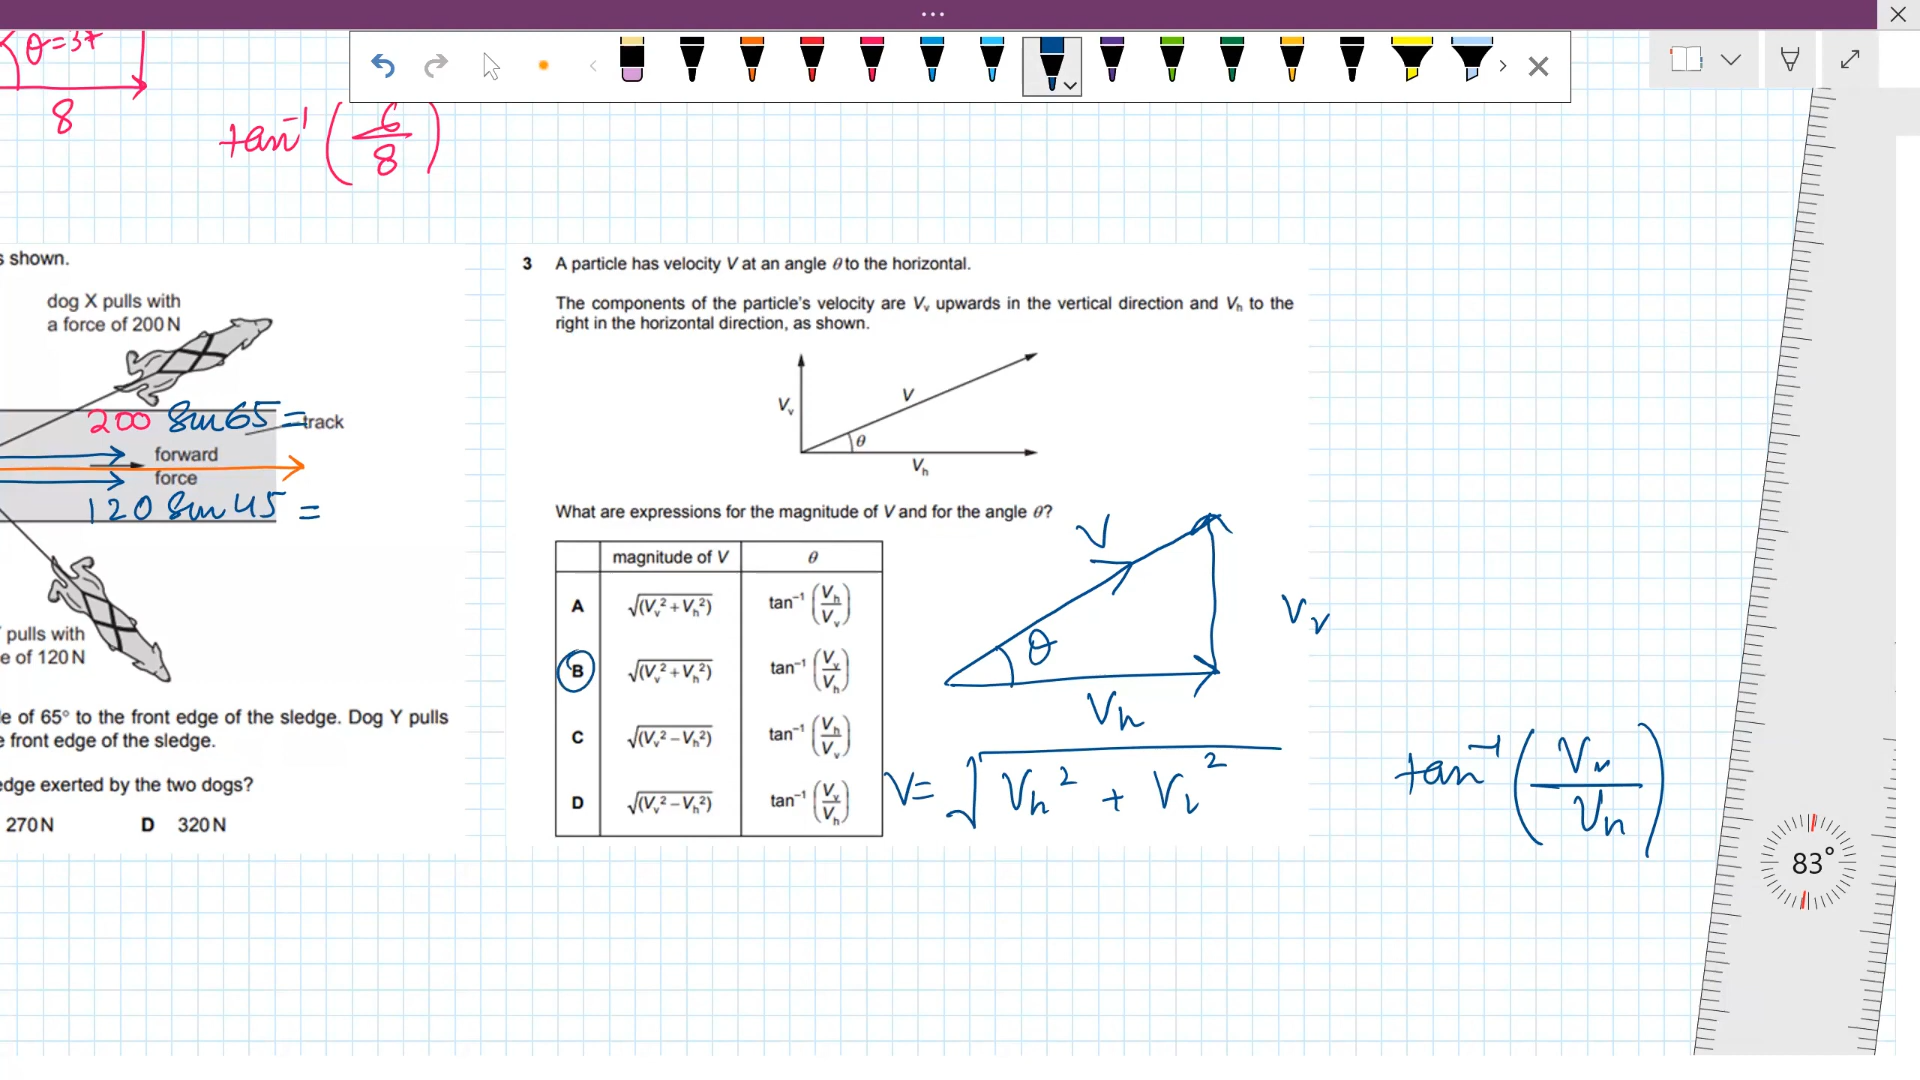 θ=37
8
tan⁻¹ (6/8)
s shown.
dog X pulls with
a force of 200 N
200 Sin65 =
track
forward
force
120 Sin45 =
pulls with
e of 120 N
le of 65° to the front edge of the sledge. Dog Y pulls
e front edge of the sledge.
edge exerted by the two dogs?
270 N D 320 N
3 A particle has velocity V at an angle θ to the horizontal.
The components of the particle's velocity are Vᵥ upwards in the vertical direction and Vₕ to the
right in the horizontal direction, as shown.
Vᵥ
V
θ
Vₕ
What are expressions for the magnitude of V and for the angle θ?
magnitude of V θ
A √(Vᵥ² + Vₕ²) tan⁻¹ (Vₕ/Vᵥ)
B √(Vᵥ² + Vₕ²) tan⁻¹ (Vᵥ/Vₕ)
C √(Vᵥ² – Vₕ²) tan⁻¹ (Vₕ/Vᵥ)
D √(Vᵥ² – Vₕ²) tan⁻¹ (Vᵥ/Vₕ)
V
θ
Vᵥ
Vₕ
V = √(Vₕ² + Vᵥ²)
tan⁻¹ (Vᵥ/Vₕ)
83°